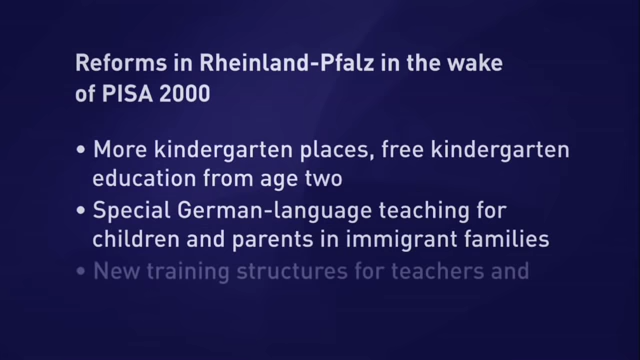 Reforms in Rheinland-Pfalz in the wake
of PISA 2000
• More kindergarten places, free kindergarten
education from age two
• Special German-language teaching for
children and parents in immigrant families
• New training structures for teachers and